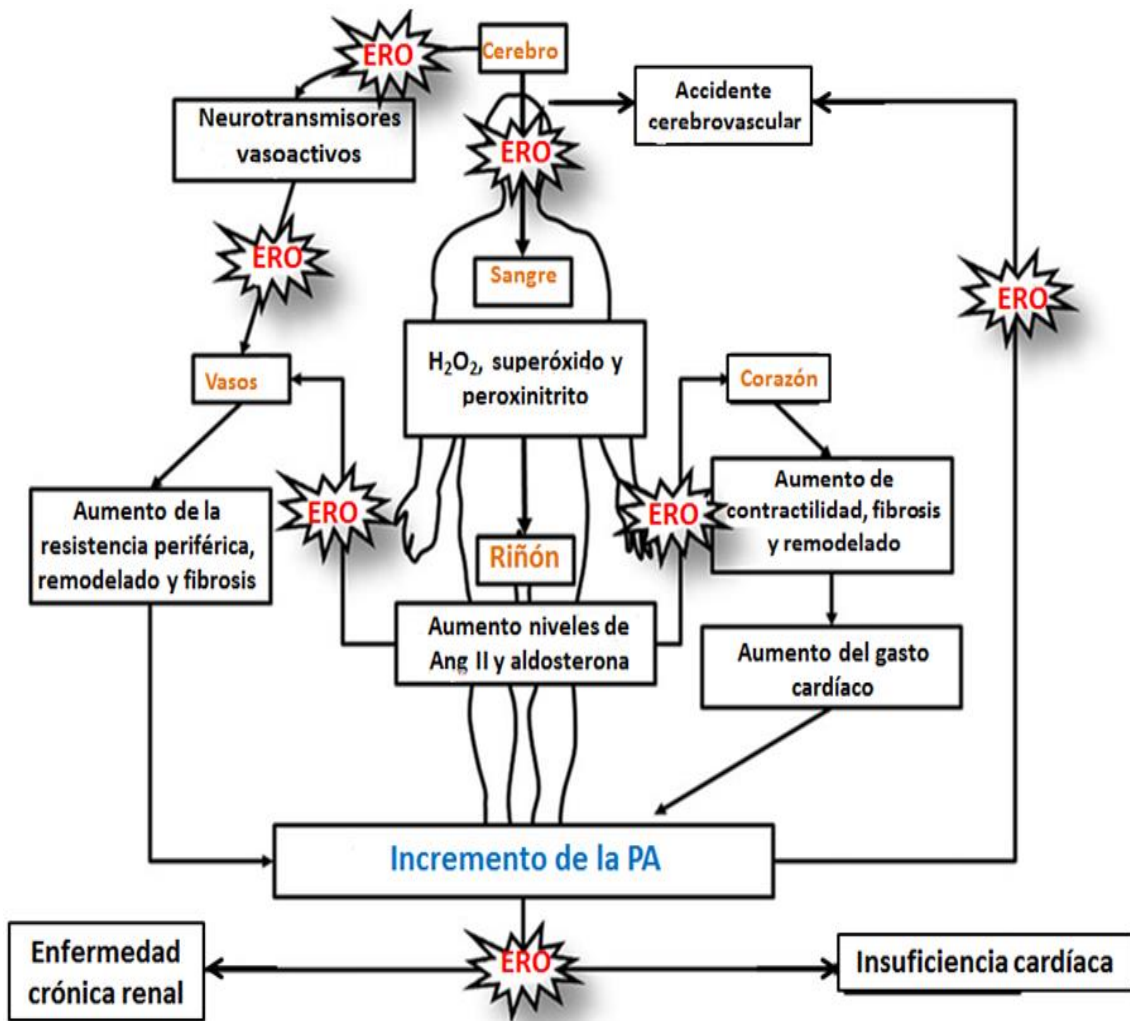 ERO
Cerebro
Neurotransmisores
vasoactivos
Accidente
cerebrovascular
ERO
ERO
Sangre
ERO
H₂O₂, superóxido y
peroxinitrito
Vasos
Corazón
Aumento de la
resistencia periférica,
remodelado y fibrosis
ERO
ERO
Aumento de
contractilidad, fibrosis
y remodelado
Riñón
Aumento niveles de
Ang II y aldosterona
Aumento del gasto
cardíaco
Incremento de la PA
Enfermedad
crónica renal
ERO
Insuficiencia cardíaca